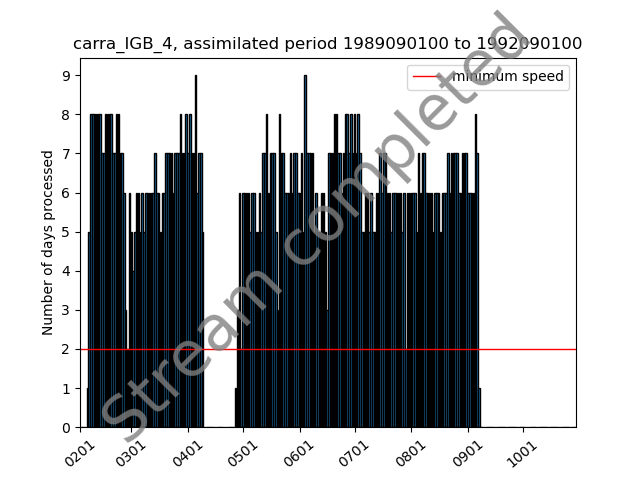 carra_IGB_4, assimilated period 1989090100 to 1992090100
minimum speed
Number of days processed
9
8
7
6
5
4
3
2
1
0
0201 0301 0401 0501 0601 0701 0801 0901 1001
Stream completed